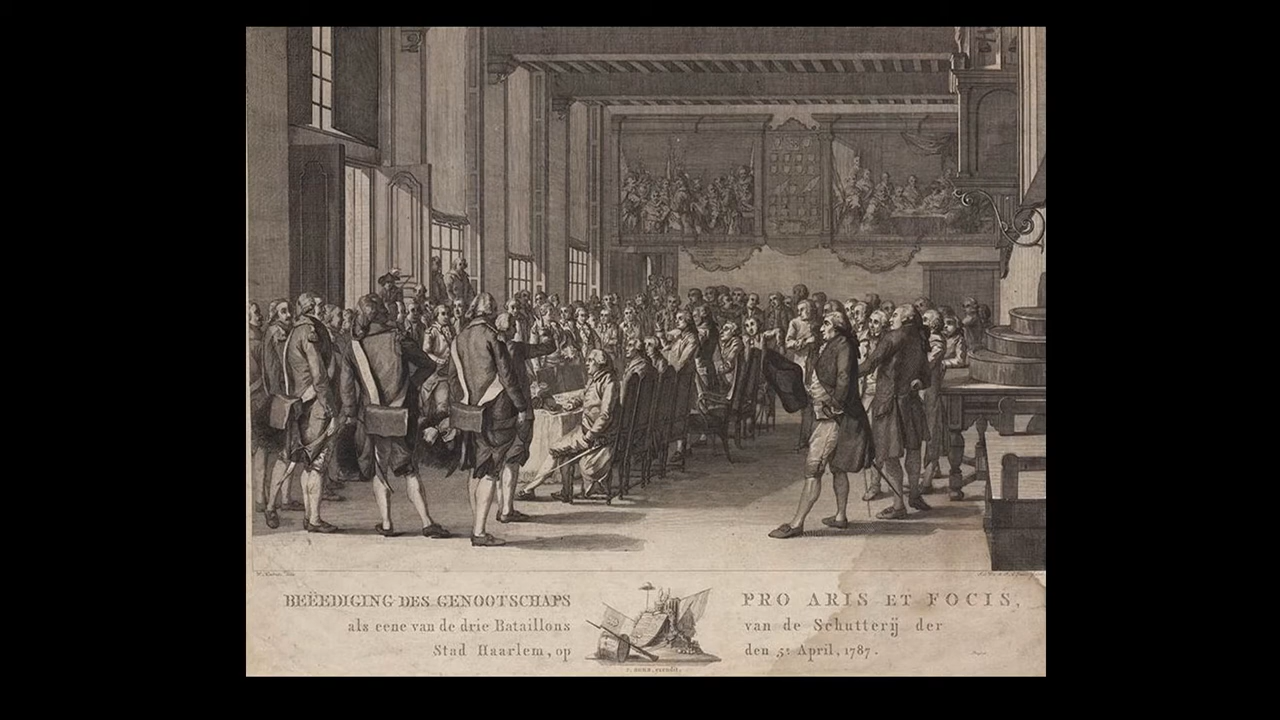 BEËEDIGING DES GENOOTSCHAPS PRO ARIS ET FOCIS,
als eene van de drie Bataillons van de Schutterij der
Stad Haarlem, op den 5e April, 1787.